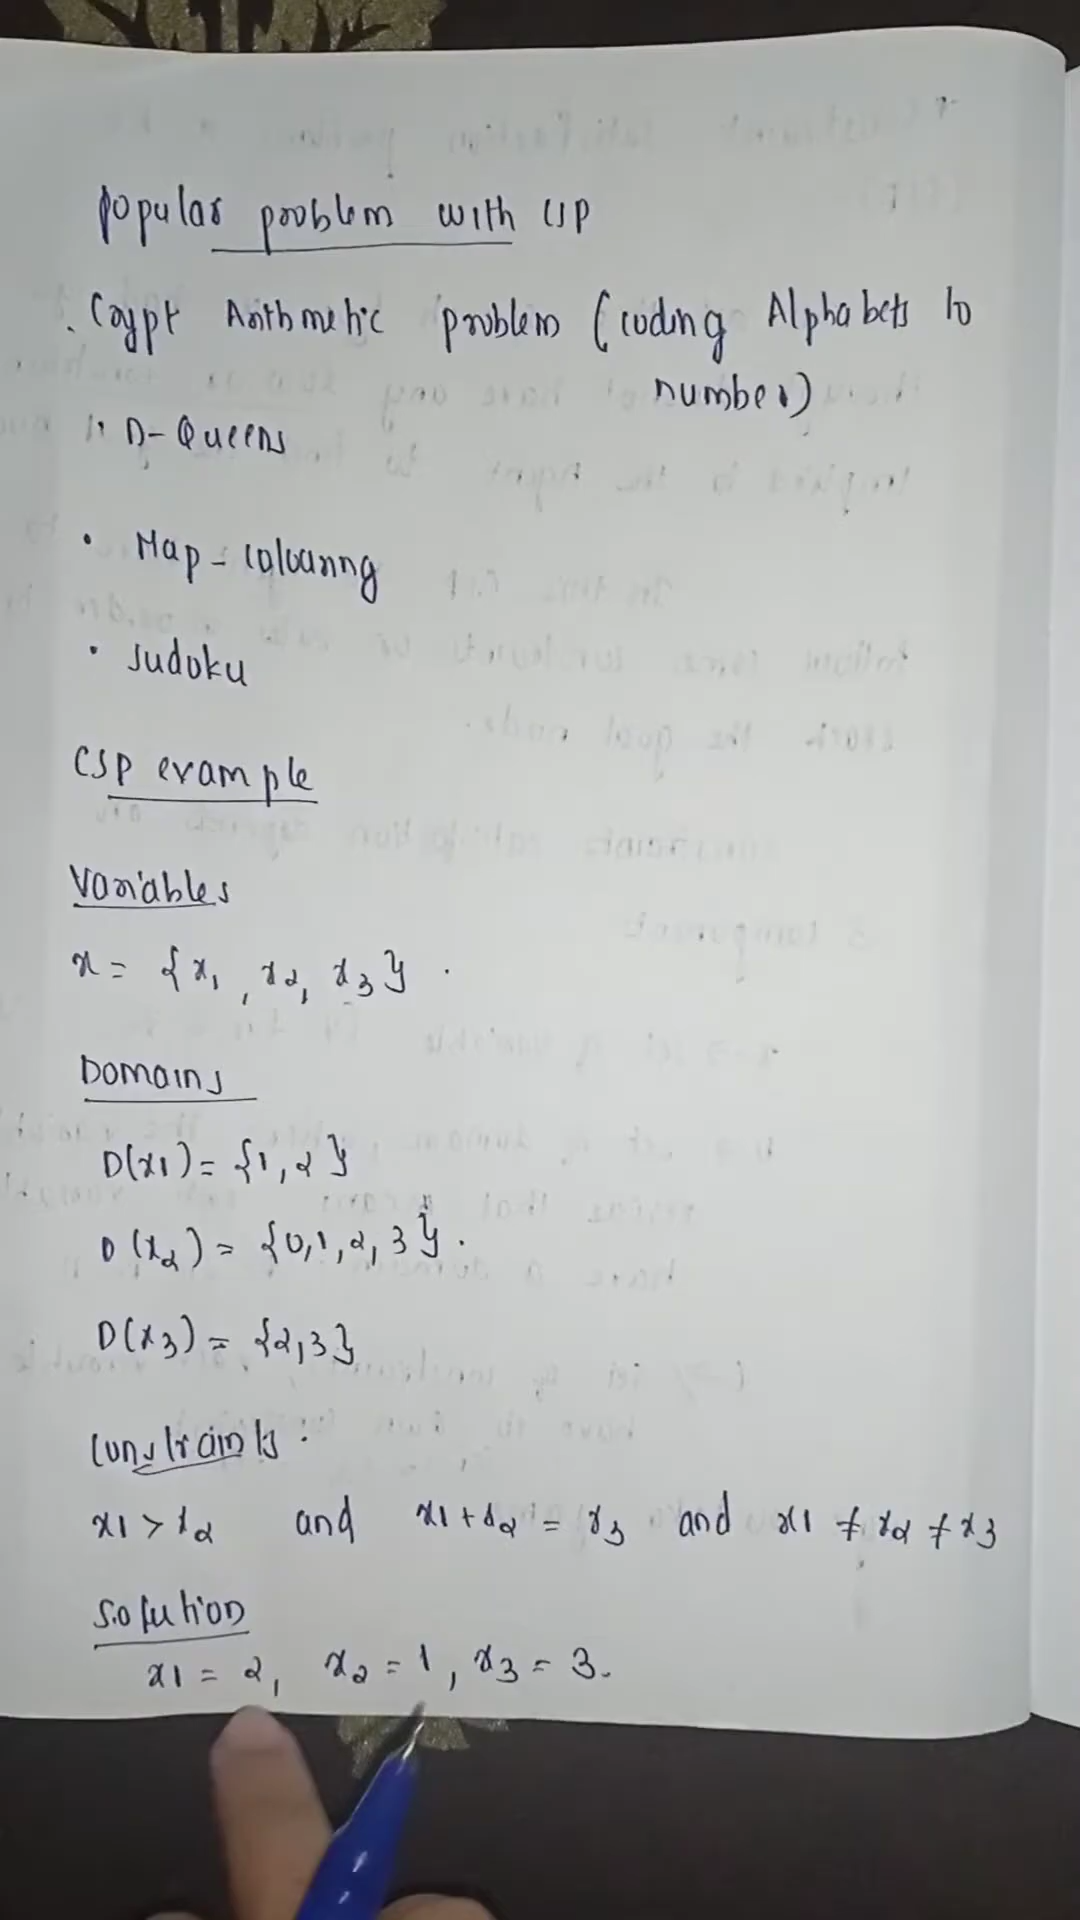 popular problem with CSP
. Crypt Arithmetic problem (coding Alphabets to
number)
• n-Queens
• Map-colouring
• Sudoku
CSP example
Variables
x = {x1, x2, x3}.
Domains
D(x1) = {1, 2}
D(x2) = {0, 1, 2, 3}.
D(x3) = {2, 3}
Constraints:
x1 > x2 and x1 + x2 = x3 and x1 ≠ x2 ≠ x3
Solution
x1 = 2, x2 = 1, x3 = 3.